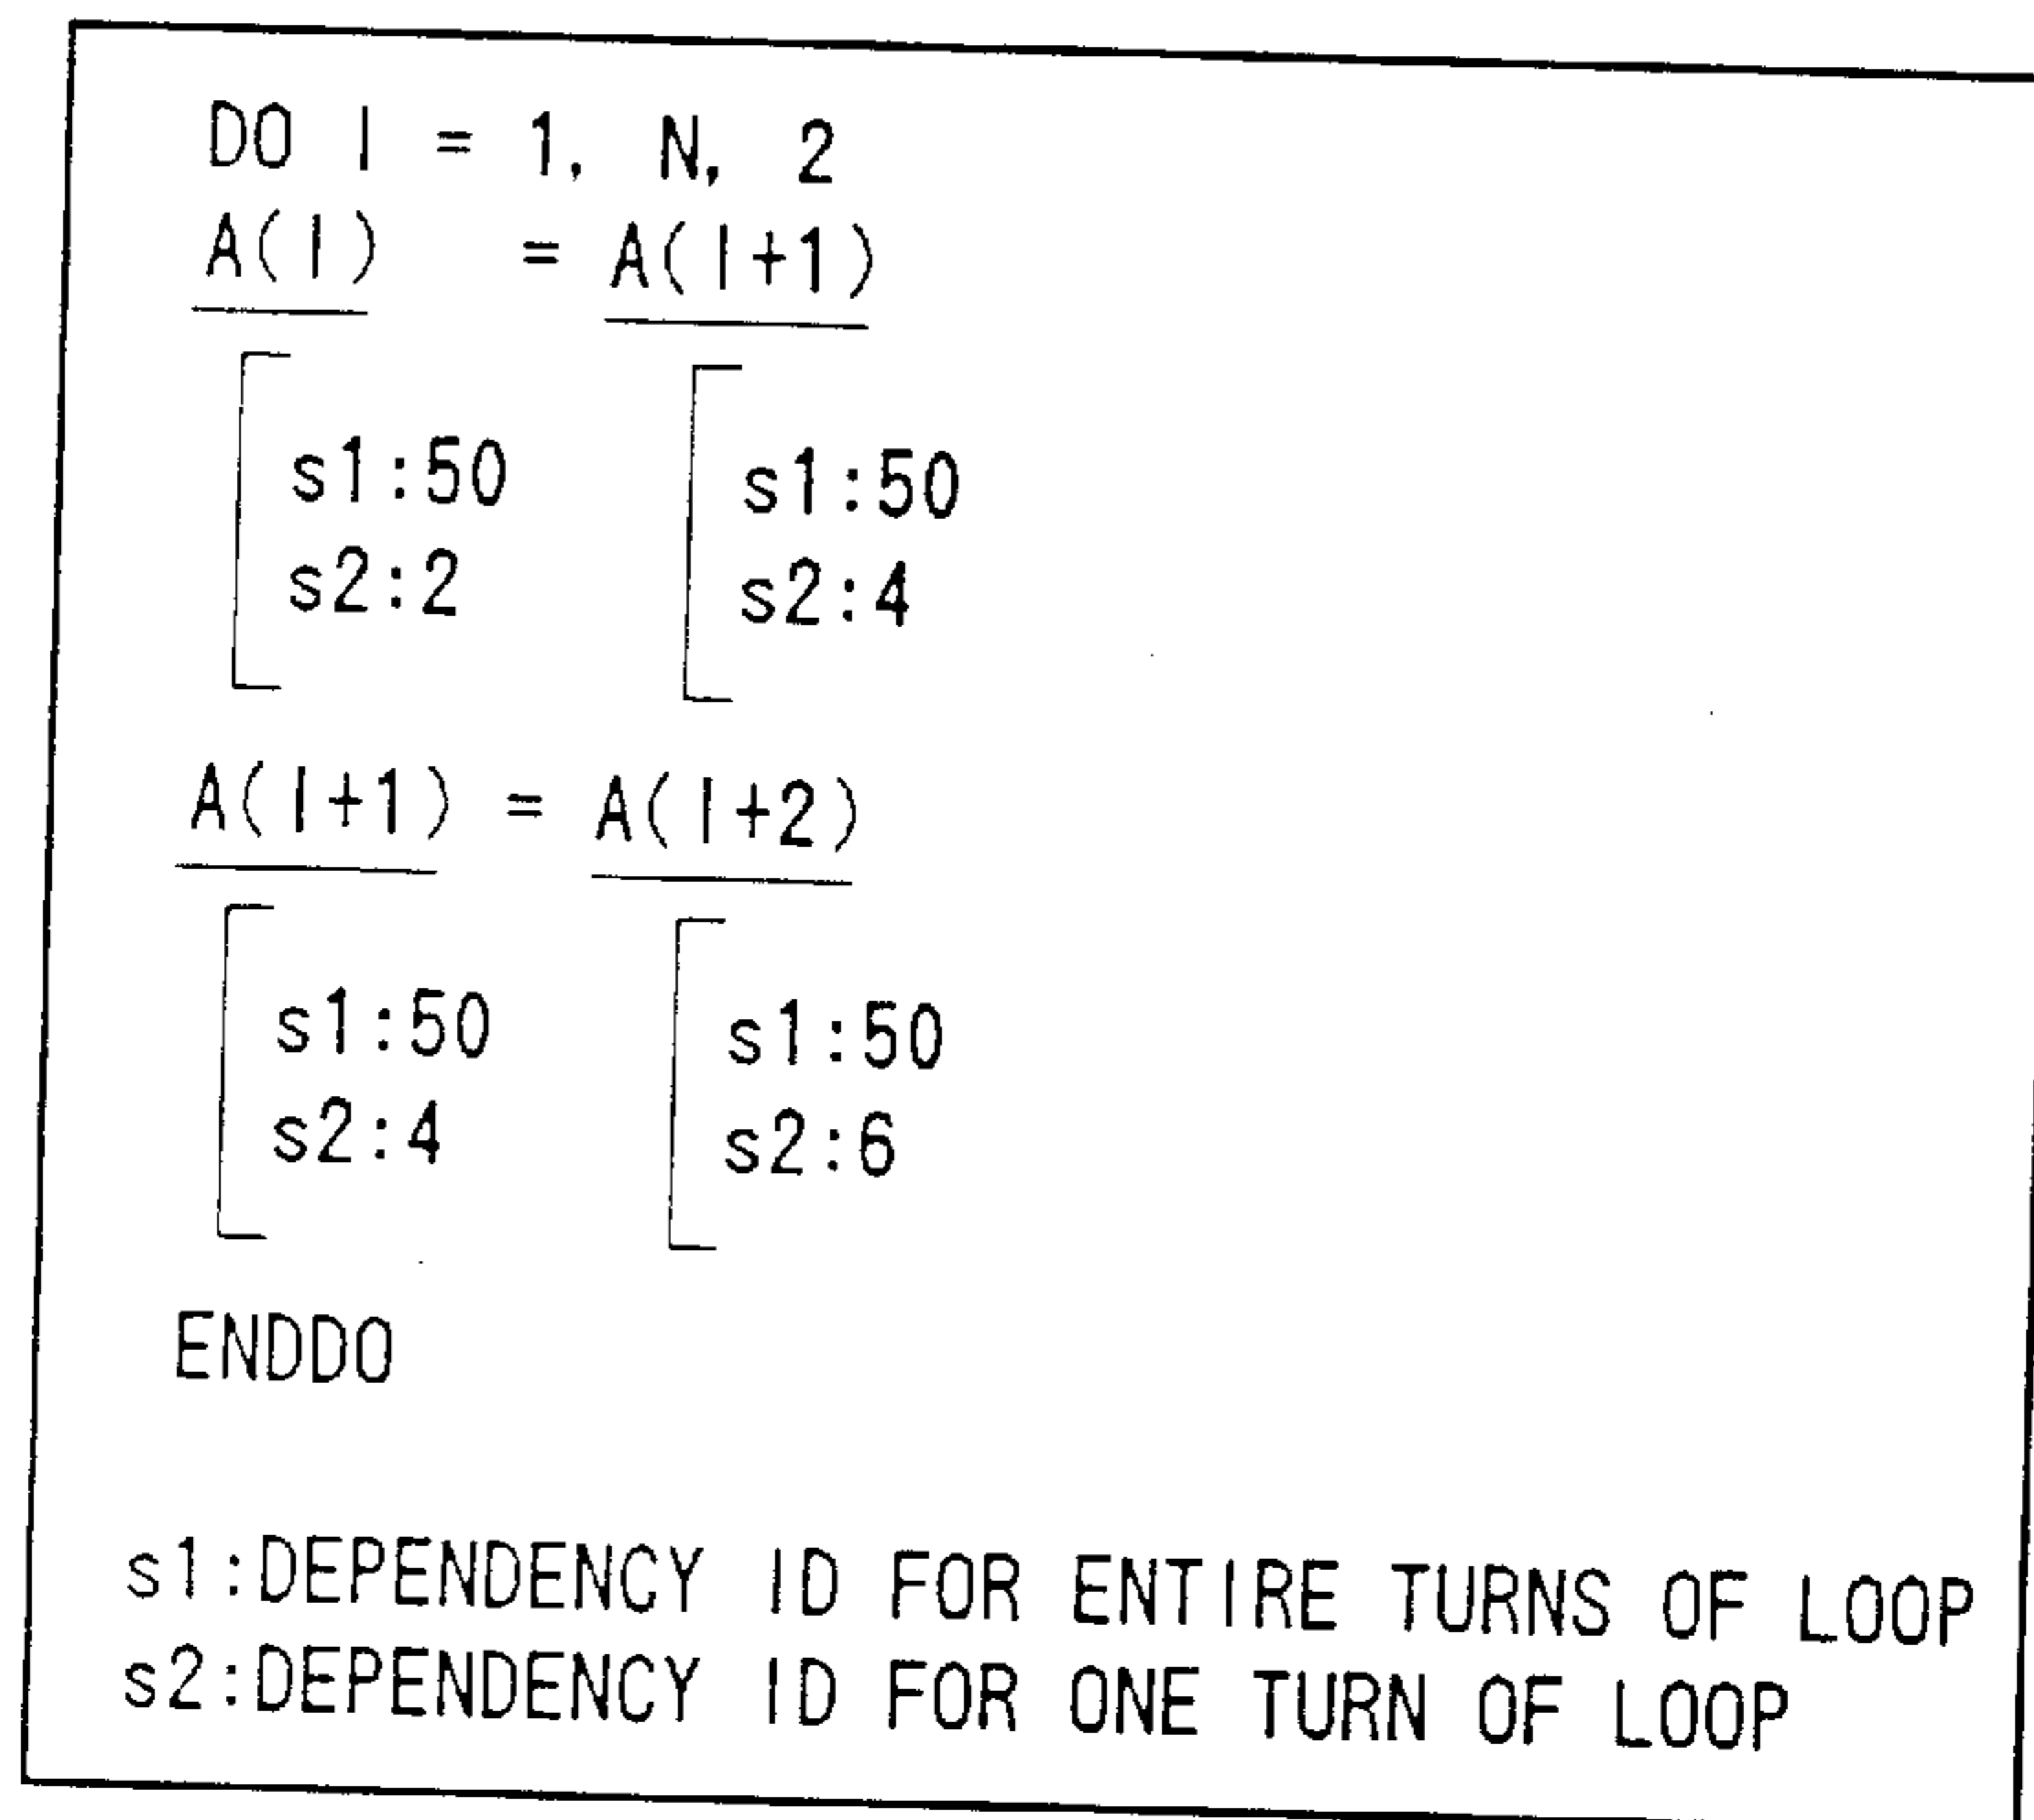 DO I = 1, N, 2
A(I) = A(I+1)
s1:50 s1:50
s2:2 s2:4
A(I+1) = A(I+2)
s1:50 s1:50
s2:4 s2:6
ENDDO
s1:DEPENDENCY ID FOR ENTIRE TURNS OF LOOP
s2:DEPENDENCY ID FOR ONE TURN OF LOOP